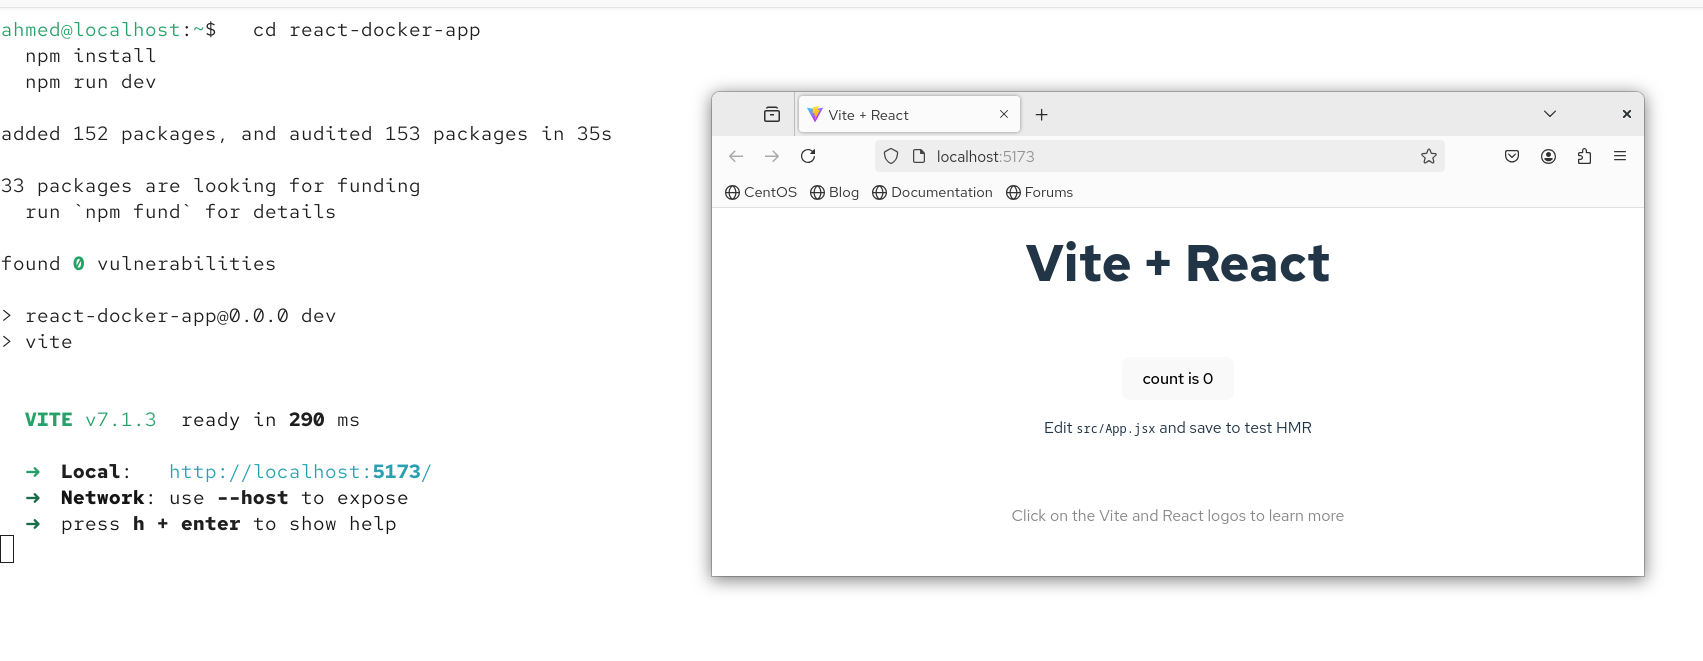 ahmed@localhost:~$   cd react-docker-app
  npm install
  npm run dev
added 152 packages, and audited 153 packages in 35s
33 packages are looking for funding
  run `npm fund` for details
found 0 vulnerabilities
> react-docker-app@0.0.0 dev
> vite
  VITE v7.1.3  ready in 290 ms
  ➜  Local:   http://localhost:5173/
  ➜  Network: use --host to expose
  ➜  press h + enter to show help
Vite + React
localhost:5173
CentOS Blog Documentation Forums
Vite + React
count is 0
Edit src/App.jsx and save to test HMR
Click on the Vite and React logos to learn more